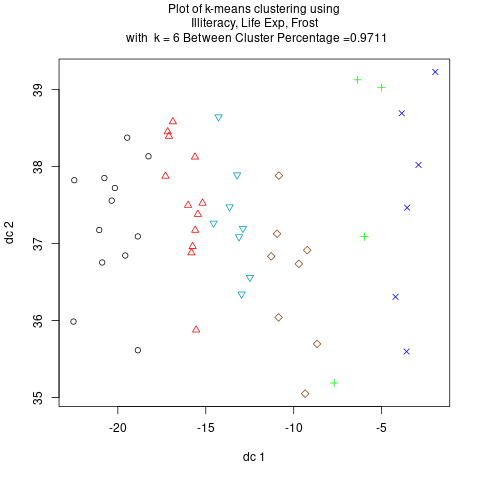 Plot of k-means clustering using
Illiteracy, Life Exp, Frost
with  k = 6 Between Cluster Percentage =0.9711
39
38
37
36
35
dc 2
-20
-15
-10
-5
dc 1